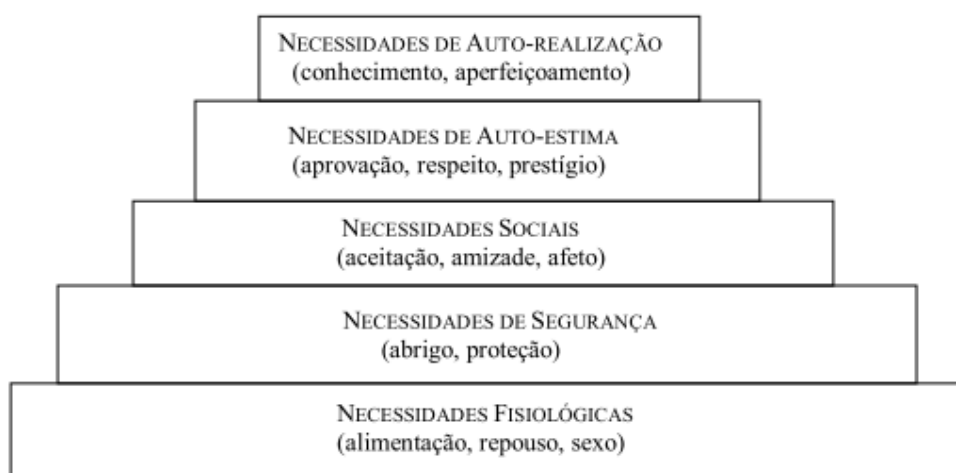 NECESSIDADES DE AUTO-REALIZAÇÃO
(conhecimento, aperfeiçoamento)
NECESSIDADES DE AUTO-ESTIMA
(aprovação, respeito, prestígio)
NECESSIDADES SOCIAIS
(aceitação, amizade, afeto)
NECESSIDADES DE SEGURANÇA
(abrigo, proteção)
NECESSIDADES FISIOLÓGICAS
(alimentação, repouso, sexo)